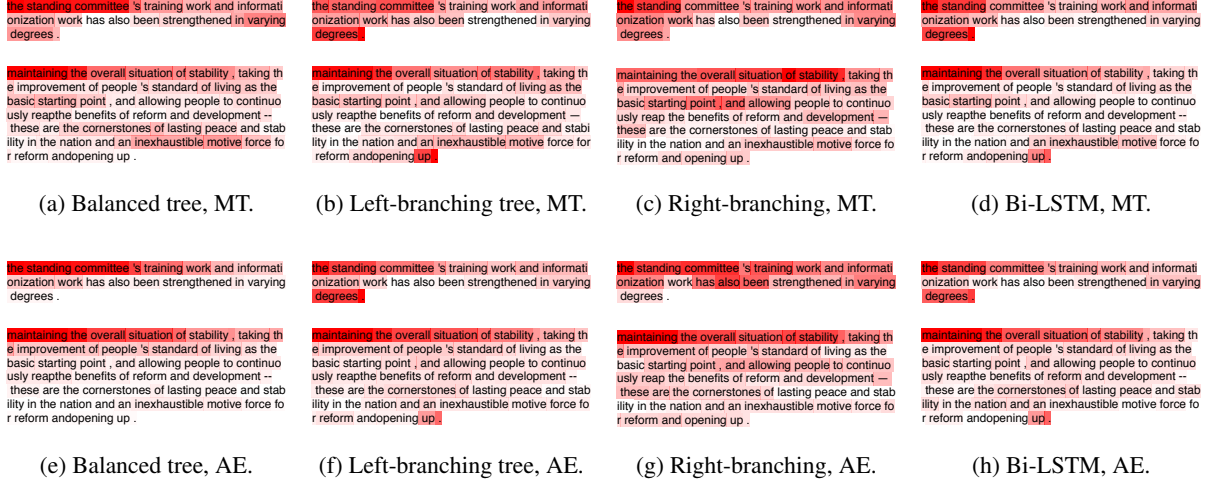 the standing committee 's training work and informati
onization work has also been strengthened in varying
degrees .
maintaining the overall situation of stability , taking th
e improvement of people 's standard of living as the
basic starting point , and allowing people to continuo
usly reapthe benefits of reform and development --
these are the cornerstones of lasting peace and stab
ility in the nation and an inexhaustible motive force fo
r reform andopening up .
(a) Balanced tree, MT.
the standing committee 's training work and informati
onization work has also been strengthened in varying
degrees .
maintaining the overall situation of stability , taking th
e improvement of people 's standard of living as the
basic starting point , and allowing people to continuo
usly reapthe benefits of reform and development --
these are the cornerstones of lasting peace and stabi
lity in the nation and an inexhaustible motive force for
reform andopening up .
(b) Left-branching tree, MT.
the standing committee 's training work and informati
onization work has also been strengthened in varying
degrees .
maintaining the overall situation of stability , taking th
e improvement of people 's standard of living as the
basic starting point , and allowing people to continuo
usly reap the benefits of reform and development —
these are the cornerstones of lasting peace and stab
ility in the nation and an inexhaustible motive force fo
r reform and opening up .
(c) Right-branching, MT.
the standing committee 's training work and informati
onization work has also been strengthened in varying
degrees .
maintaining the overall situation of stability , taking th
e improvement of people 's standard of living as the
basic starting point , and allowing people to continuo
usly reapthe benefits of reform and development --
these are the cornerstones of lasting peace and stab
ility in the nation and an inexhaustible motive force fo
r reform andopening up .
(d) Bi-LSTM, MT.
the standing committee 's training work and informati
onization work has also been strengthened in varying
degrees .
maintaining the overall situation of stability , taking th
e improvement of people 's standard of living as the
basic starting point , and allowing people to continuo
usly reapthe benefits of reform and development --
these are the cornerstones of lasting peace and stab
ility in the nation and an inexhaustible motive force fo
r reform andopening up .
(e) Balanced tree, AE.
the standing committee 's training work and informati
onization work has also been strengthened in varying
degrees .
maintaining the overall situation of stability , taking th
e improvement of people 's standard of living as the
basic starting point , and allowing people to continuo
usly reapthe benefits of reform and development --
these are the cornerstones of lasting peace and stab
ility in the nation and an inexhaustible motive force fo
r reform andopening up .
(f) Left-branching tree, AE.
the standing committee 's training work and informati
onization work has also been strengthened in varying
degrees .
maintaining the overall situation of stability , taking th
e improvement of people 's standard of living as the
basic starting point , and allowing people to continuo
usly reap the benefits of reform and development —
these are the cornerstones of lasting peace and stab
ility in the nation and an inexhaustible motive force fo
r reform and opening up .
(g) Right-branching, AE.
the standing committee 's training work and informati
onization work has also been strengthened in varying
degrees .
maintaining the overall situation of stability , taking th
e improvement of people 's standard of living as the
basic starting point , and allowing people to continuo
usly reapthe benefits of reform and development --
these are the cornerstones of lasting peace and stab
ility in the nation and an inexhaustible motive force fo
r reform andopening up .
(h) Bi-LSTM, AE.